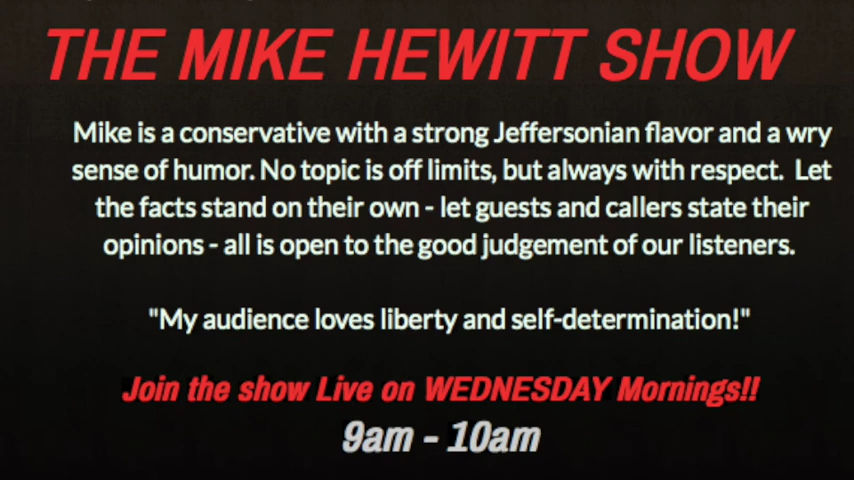 THE MIKE HEWITT SHOW
Mike is a conservative with a strong Jeffersonian flavor and a wry
sense of humor. No topic is off limits, but always with respect.  Let
the facts stand on their own - let guests and callers state their
opinions - all is open to the good judgement of our listeners.
"My audience loves liberty and self-determination!"
Join the show Live on WEDNESDAY Mornings!!
9am - 10am